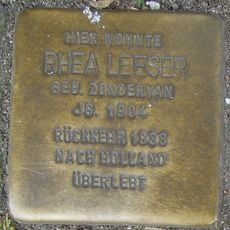 HIER WOHNTE
RHEA LEESER
GEB. ZONDERVAN
JG. 1904
RÜCKKEHR 1938
NACH HOLLAND
ÜBERLEBT